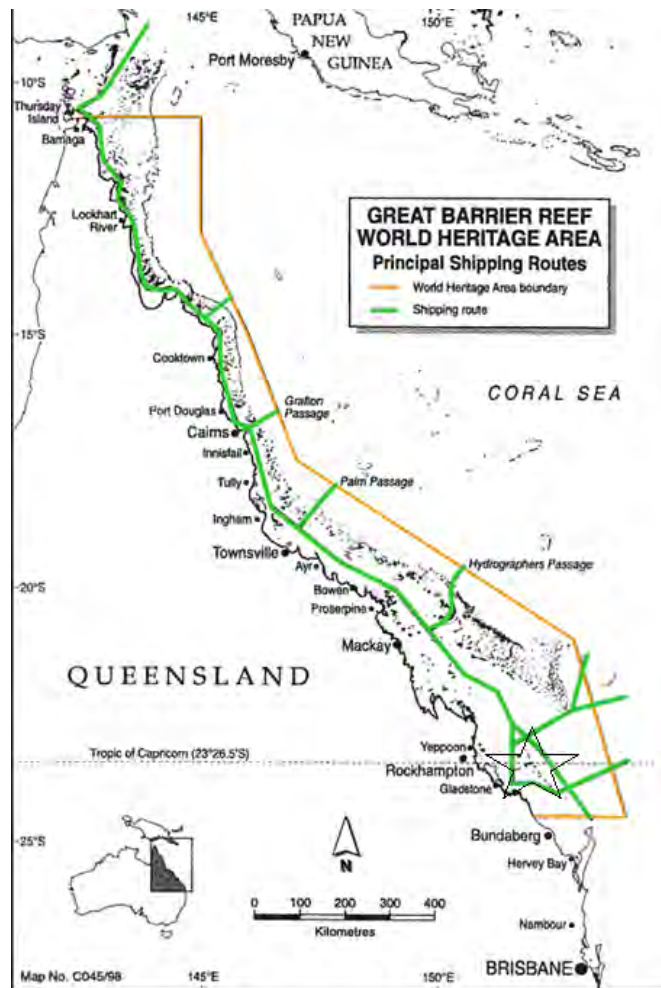 145°E
PAPUA
NEW
GUINEA
150°E
Port Moresby
10°S
Thursday
Island
Bamaga
Lockhart
River
GREAT BARRIER REEF
WORLD HERITAGE AREA
Principal Shipping Routes
World Heritage Area boundary
Shipping route
15°S
Cooktown
CORAL SEA
Port Douglas
Grafton
Passage
Cairns
Innisfail
Tully
Palm Passage
Ingham
Townsville
Ayr
Hydrographers Passage
20°S
Bowen
Proserpine
Mackay
QUEENSLAND
Yeppoon
Tropic of Capricorn (23°26.5'S)
Rockhampton
Gladstone
25°S
Bundaberg
Hervey Bay
N
0 100 200 300 400
Kilometres
Nambour
BRISBANE
Map No. CO45/98
145°E
150°E